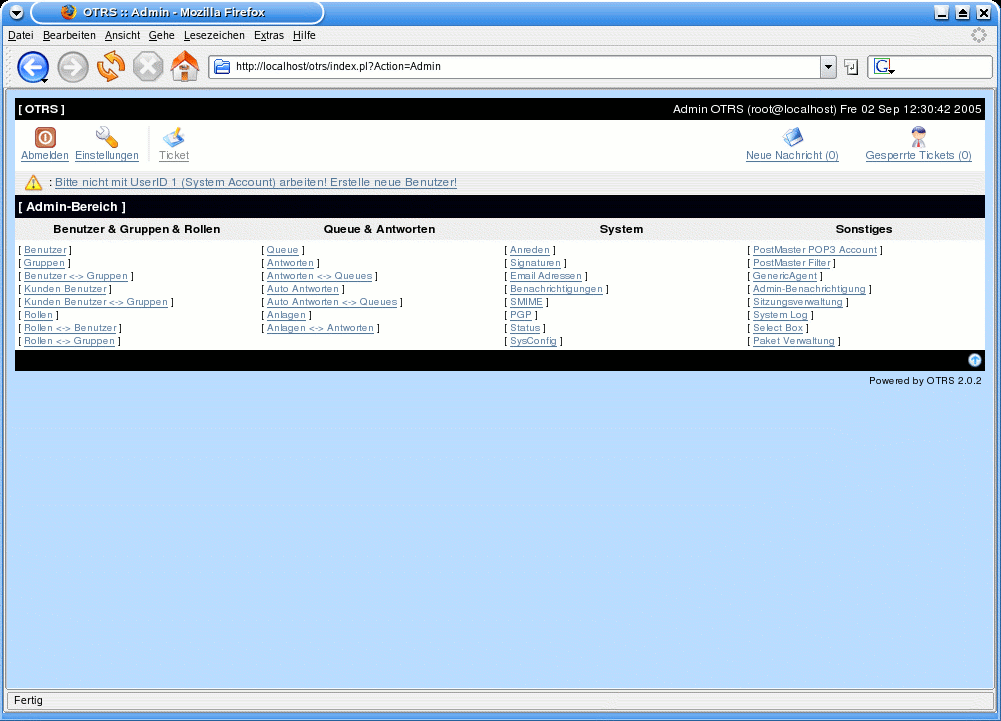 OTRS :: Admin - Mozilla Firefox
Datei Bearbeiten Ansicht Gehe Lesezeichen Extras Hilfe
http://localhost/otrs/index.pl?Action=Admin
G
[ OTRS ] Admin OTRS (root@localhost) Fre 02 Sep 12:30:42 2005
Abmelden Einstellungen Ticket Neue Nachricht (0) Gesperrte Tickets (0)
: Bitte nicht mit UserID 1 (System Account) arbeiten! Erstelle neue Benutzer!
[ Admin-Bereich ]
Benutzer & Gruppen & Rollen Queue & Antworten System Sonstiges
[ Benutzer ] [ Queue ] [ Anreden ] [ PostMaster POP3 Account ]
[ Gruppen ] [ Antworten ] [ Signaturen ] [ PostMaster Filter ]
[ Benutzer <-> Gruppen ] [ Antworten <-> Queues ] [ Email Adressen ] [ GenericAgent ]
[ Kunden Benutzer ] [ Auto Antworten ] [ Benachrichtigungen ] [ Admin-Benachrichtigung ]
[ Kunden Benutzer <-> Gruppen ] [ Auto Antworten <-> Queues ] [ SMIME ] [ Sitzungsverwaltung ]
[ Rollen ] [ Anlagen ] [ PGP ] [ System Log ]
[ Rollen <-> Benutzer ] [ Anlagen <-> Antworten ] [ Status ] [ Select Box ]
[ Rollen <-> Gruppen ] [ SysConfig ] [ Paket Verwaltung ]
Powered by OTRS 2.0.2
Fertig